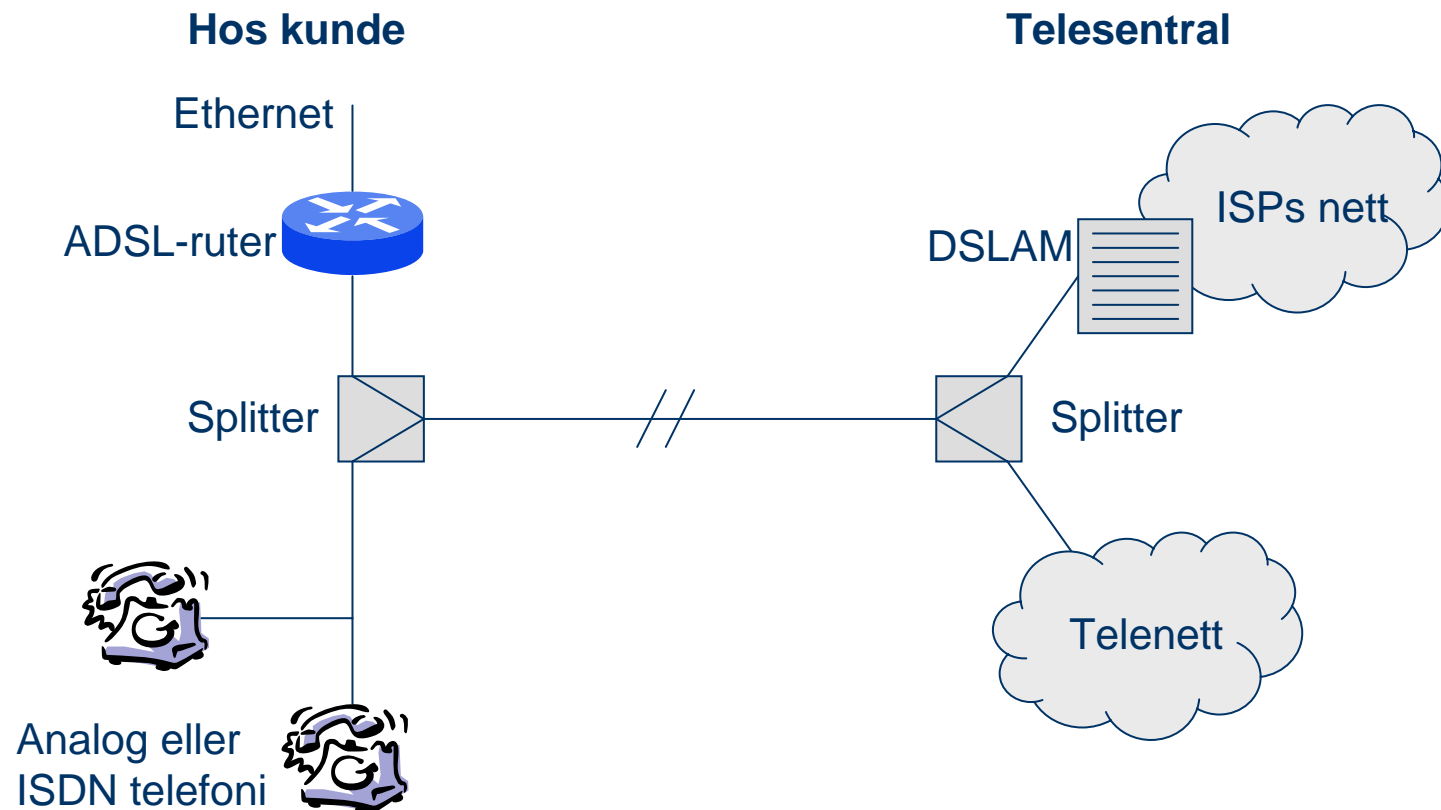 Hos kunde
Telesentral
Ethernet
ISPs nett
ADSL-ruter
DSLAM
Splitter
Splitter
Telenett
Analog eller
ISDN telefoni